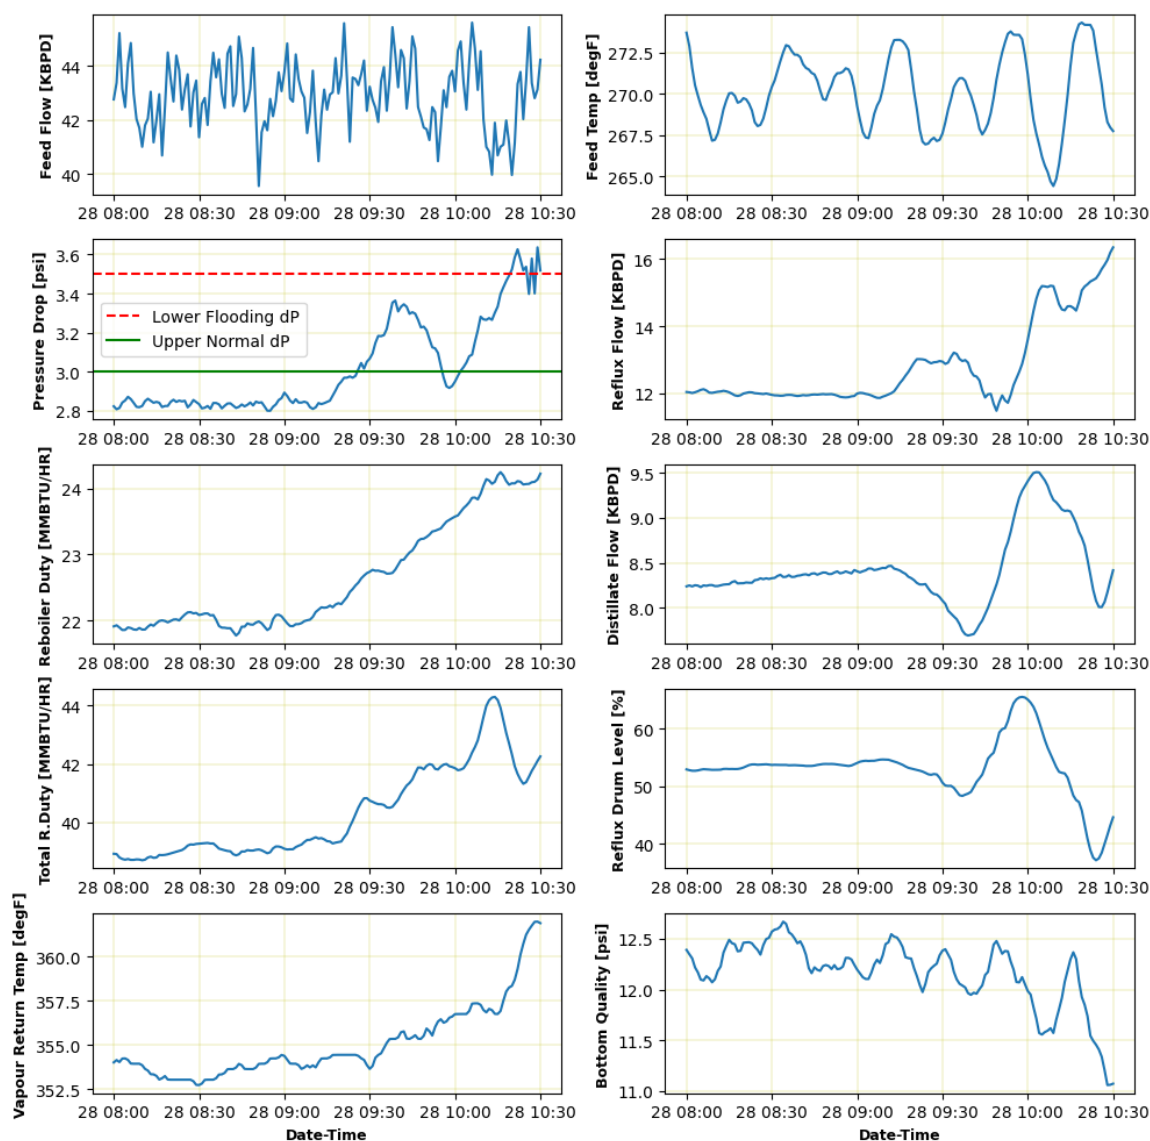 Feed Flow [KBPD]
44
42
40
28 08:00 28 08:30 28 09:00 28 09:30 28 10:00 28 10:30
Feed Temp [degF]
272.5
270.0
267.5
265.0
28 08:00 28 08:30 28 09:00 28 09:30 28 10:00 28 10:30
Pressure Drop [psi]
3.6
3.4
3.2
3.0
2.8
Lower Flooding dP
Upper Normal dP
28 08:00 28 08:30 28 09:00 28 09:30 28 10:00 28 10:30
Reflux Flow [KBPD]
16
14
12
28 08:00 28 08:30 28 09:00 28 09:30 28 10:00 28 10:30
Reboiler Duty [MMBTU/HR]
24
23
22
28 08:00 28 08:30 28 09:00 28 09:30 28 10:00 28 10:30
Distillate Flow [KBPD]
9.5
9.0
8.5
8.0
28 08:00 28 08:30 28 09:00 28 09:30 28 10:00 28 10:30
Total R.Duty [MMBTU/HR]
44
42
40
28 08:00 28 08:30 28 09:00 28 09:30 28 10:00 28 10:30
Reflux Drum Level [%]
60
50
40
28 08:00 28 08:30 28 09:00 28 09:30 28 10:00 28 10:30
Vapour Return Temp [degF]
360.0
357.5
355.0
352.5
28 08:00 28 08:30 28 09:00 28 09:30 28 10:00 28 10:30
Date-Time
Bottom Quality [psi]
12.5
12.0
11.5
11.0
28 08:00 28 08:30 28 09:00 28 09:30 28 10:00 28 10:30
Date-Time